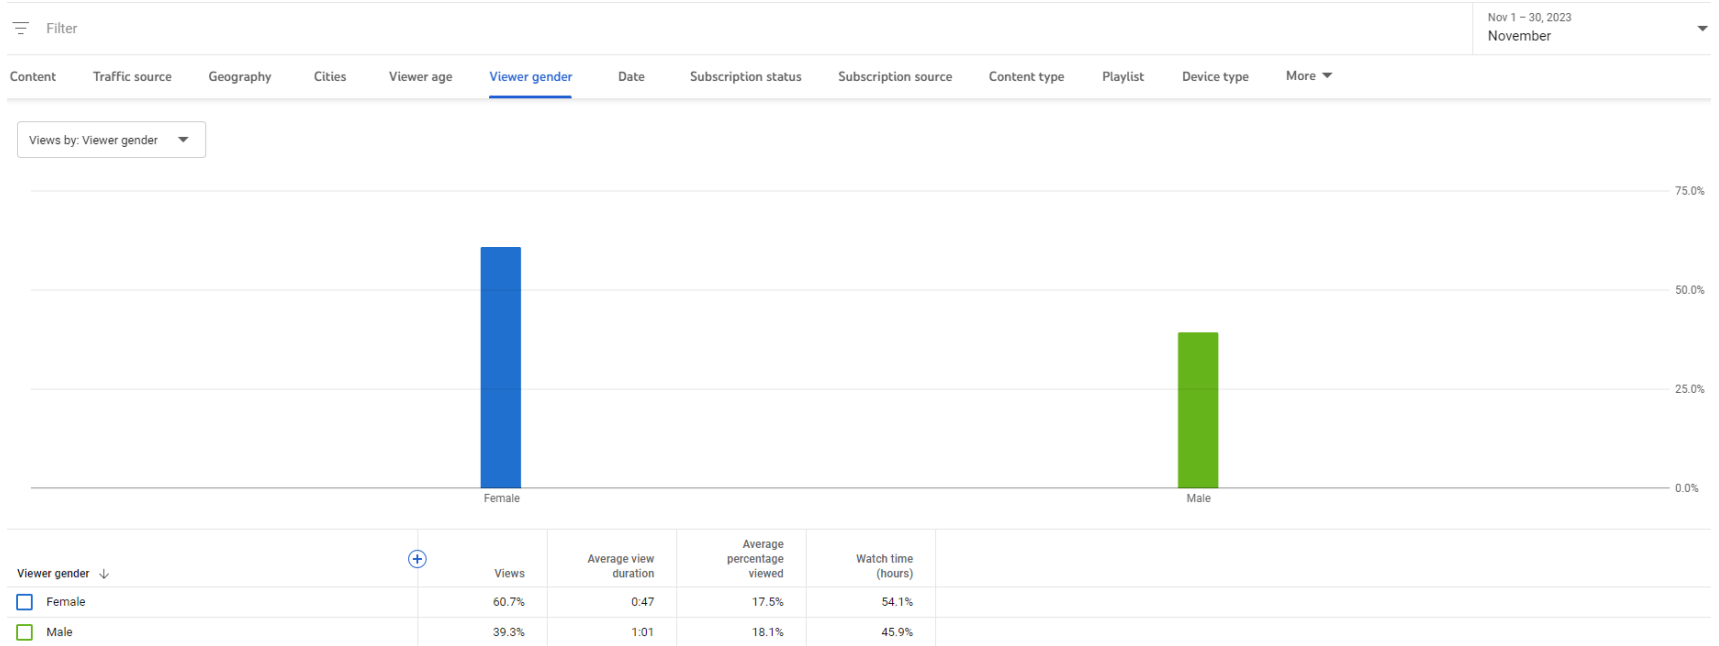 Filter
Nov 1 – 30, 2023
November
Content Traffic source Geography Cities Viewer age Viewer gender Date Subscription status Subscription source Content type Playlist Device type More
Views by: Viewer gender
75.0%
50.0%
25.0%
0.0%
Female Male
Viewer gender Views Average view duration Average percentage viewed Watch time (hours)
Female 60.7% 0:47 17.5% 54.1%
Male 39.3% 1:01 18.1% 45.9%